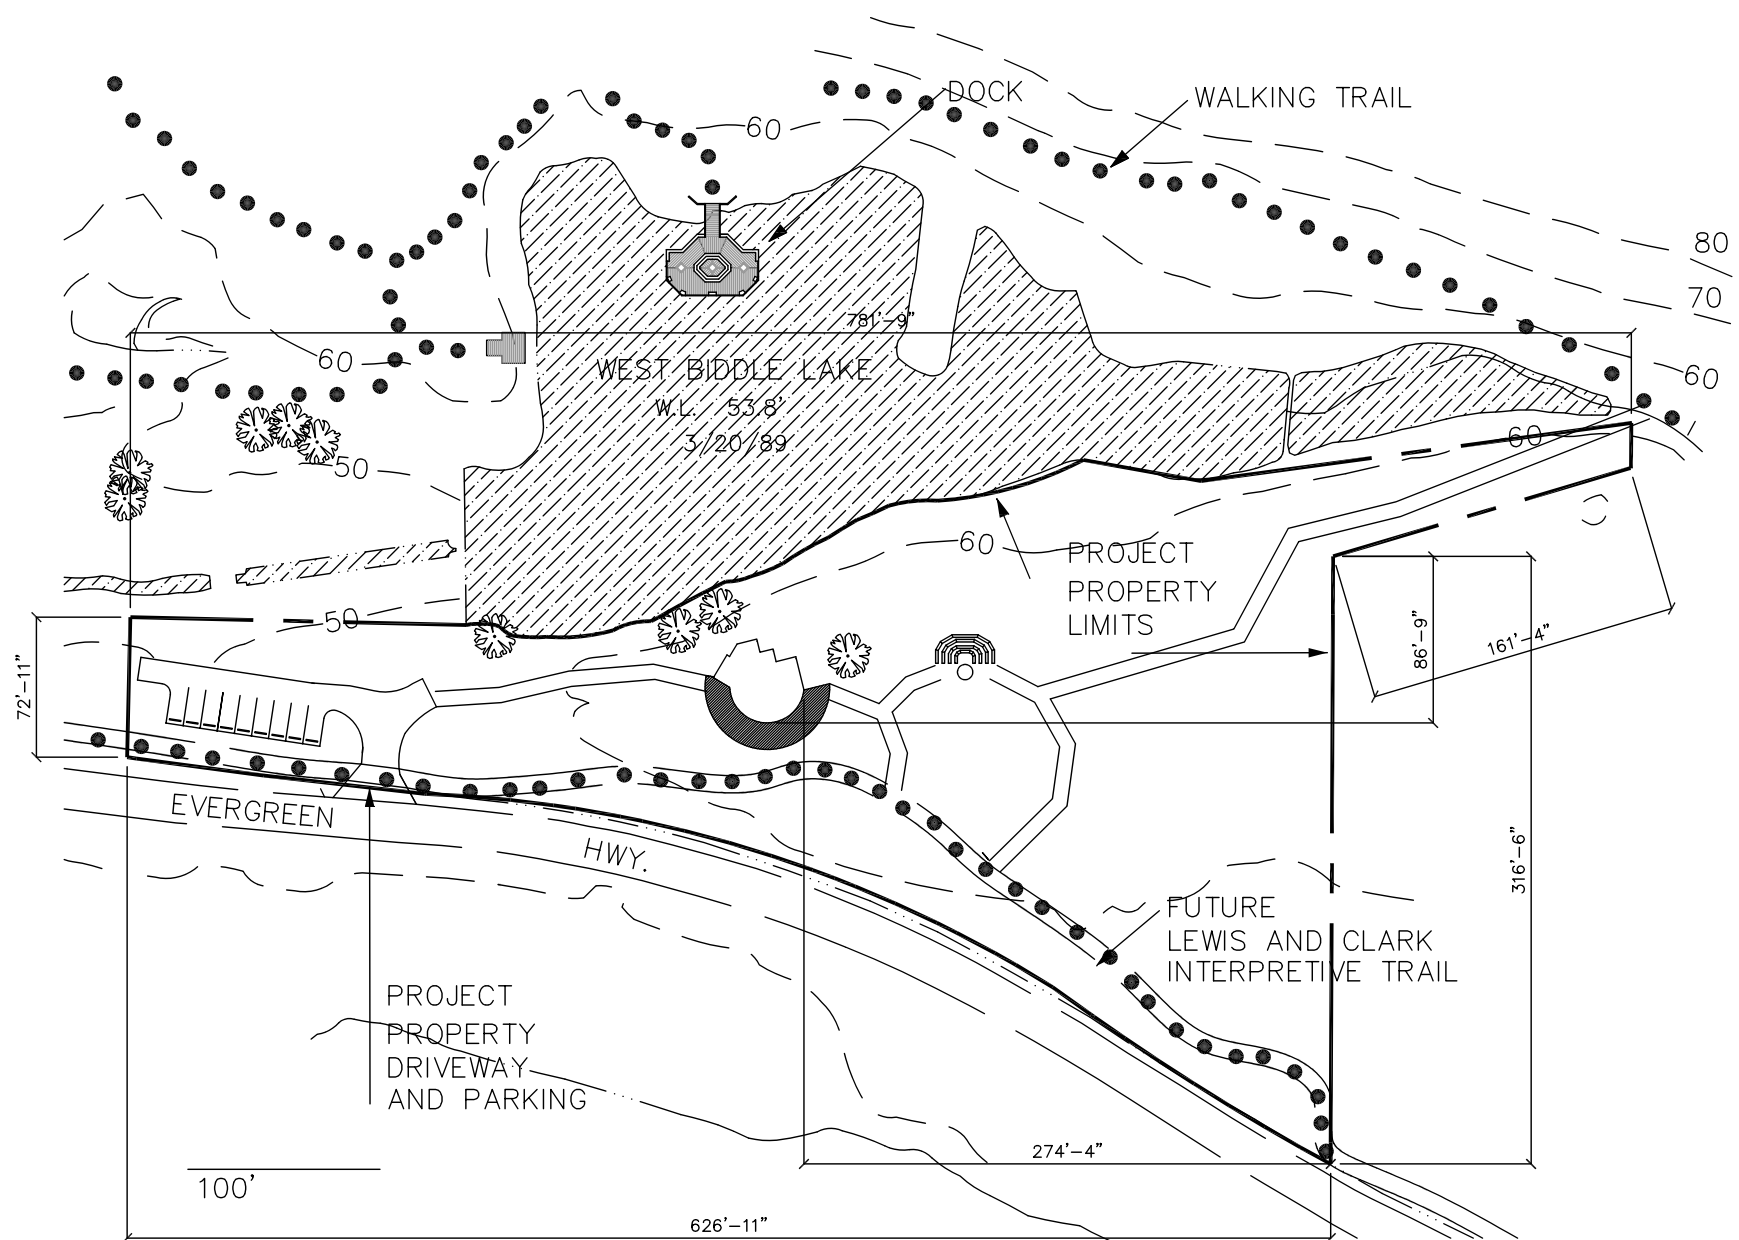 DOCK
WALKING TRAIL
60
80
70
781'-9"
60
60
WEST BIDDLE LAKE
W.L. 53.8'
3/20/89
60
50
60
PROJECT
PROPERTY
LIMITS
50
72'-11"
86'-9"
161'-4"
EVERGREEN
HWY.
316'-6"
FUTURE
LEWIS AND CLARK
INTERPRETIVE TRAIL
PROJECT
PROPERTY
DRIVEWAY
AND PARKING
274'-4"
100'
626'-11"